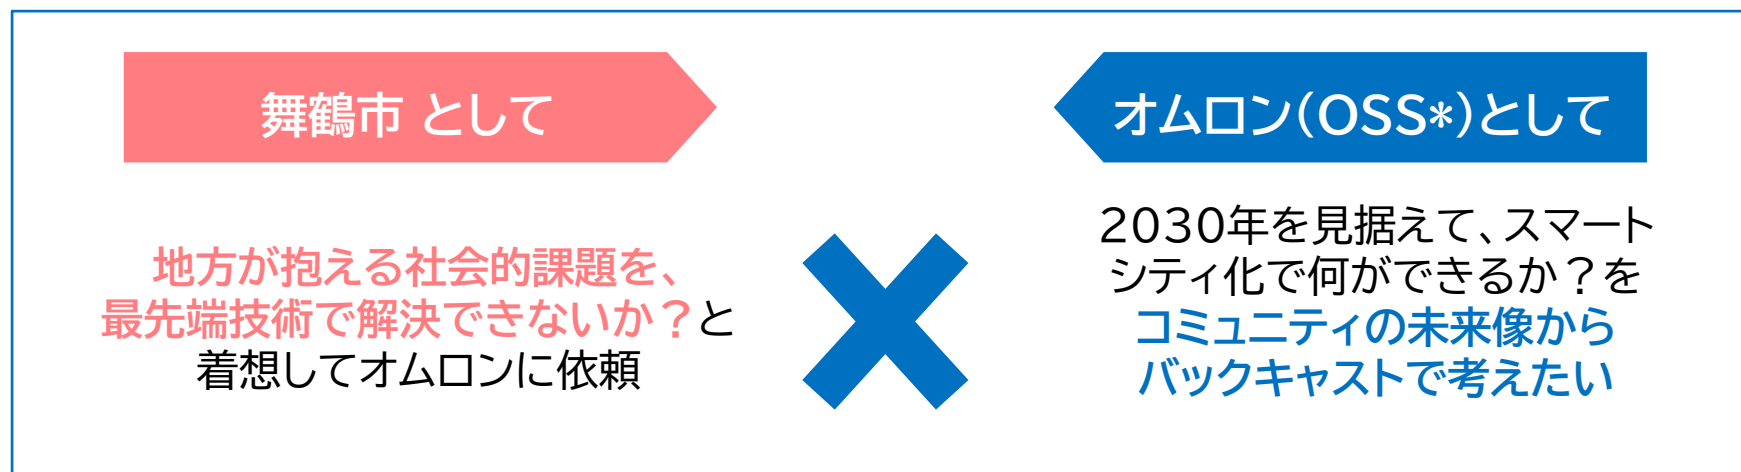 舞鶴市 として
地方が抱える社会的課題を、
最先端技術で解決できないか？と
着想してオムロンに依頼
オムロン(OSS*)として
2030年を見据えて、スマート
シティ化で何ができるか？を
コミュニティの未来像から
バックキャストで考えたい